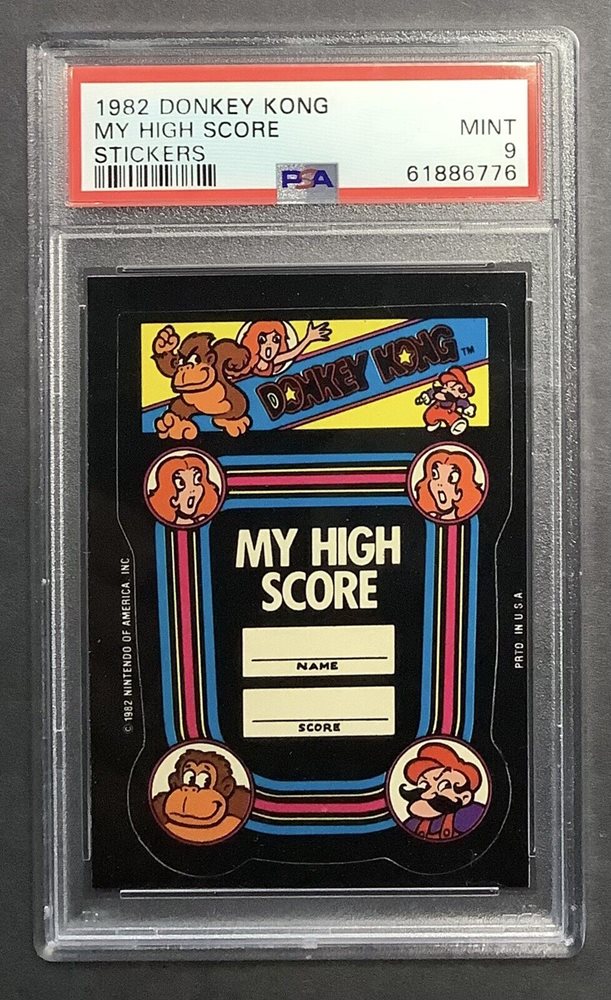 1982 DONKEY KONG
MY HIGH SCORE
STICKERS
MINT
9
61886776
PSA
DONKEY KONG™
MY HIGH
SCORE
NAME
SCORE
© 1982 NINTENDO OF AMERICA, INC
PRTD IN U.S.A